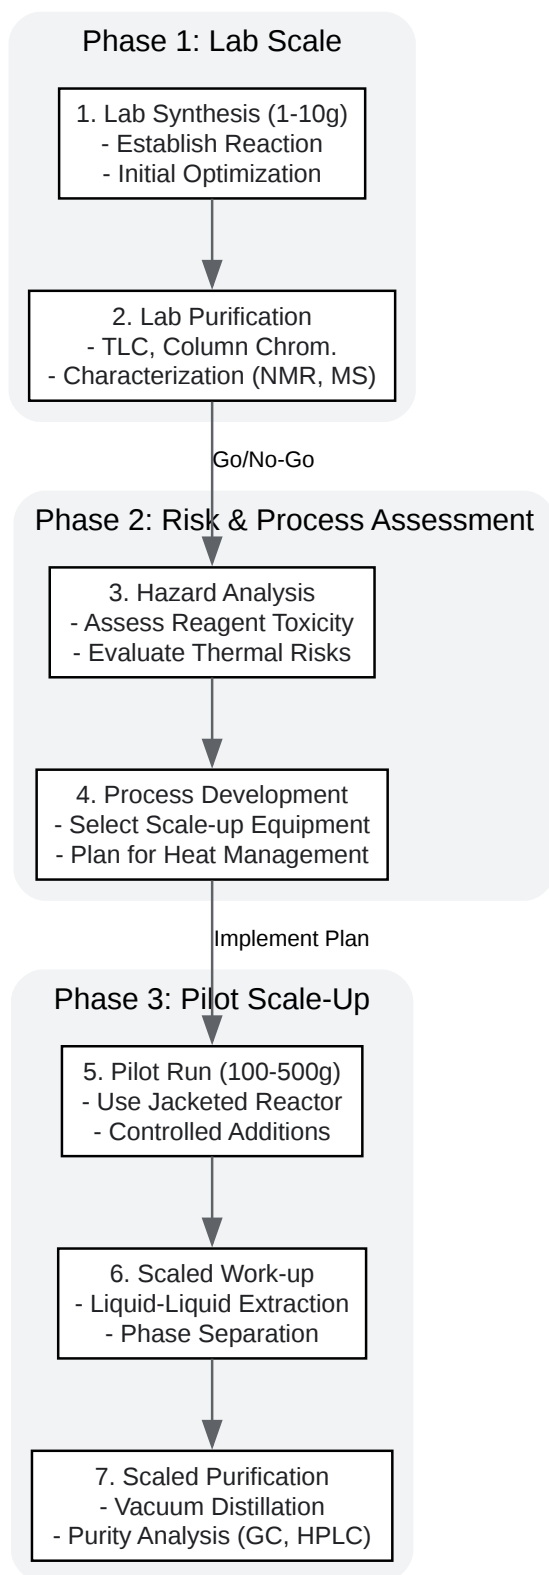 Phase 1: Lab Scale
1. Lab Synthesis (1-10g)
- Establish Reaction
- Initial Optimization
2. Lab Purification
- TLC, Column Chrom.
- Characterization (NMR, MS)
Go/No-Go
Phase 2: Risk & Process Assessment
3. Hazard Analysis
- Assess Reagent Toxicity
- Evaluate Thermal Risks
4. Process Development
- Select Scale-up Equipment
- Plan for Heat Management
Implement Plan
Phase 3: Pilot Scale-Up
5. Pilot Run (100-500g)
- Use Jacketed Reactor
- Controlled Additions
6. Scaled Work-up
- Liquid-Liquid Extraction
- Phase Separation
7. Scaled Purification
- Vacuum Distillation
- Purity Analysis (GC, HPLC)